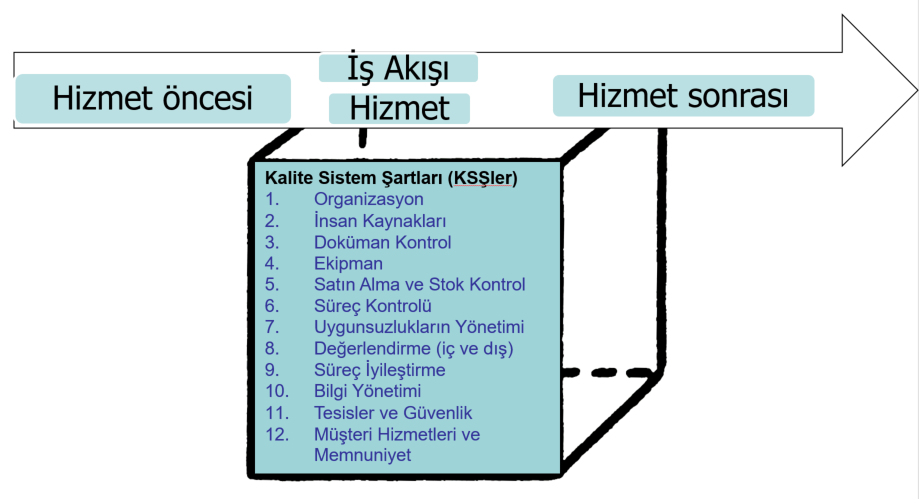 İş Akışı
Hizmet öncesi
Hizmet
Hizmet sonrası
Kalite Sistem Şartları (KSŞler)
1. Organizasyon
2. İnsan Kaynakları
3. Doküman Kontrol
4. Ekipman
5. Satın Alma ve Stok Kontrol
6. Süreç Kontrolü
7. Uygunsuzlukların Yönetimi
8. Değerlendirme (iç ve dış)
9. Süreç İyileştirme
10. Bilgi Yönetimi
11. Tesisler ve Güvenlik
12. Müşteri Hizmetleri ve
Memnuniyet